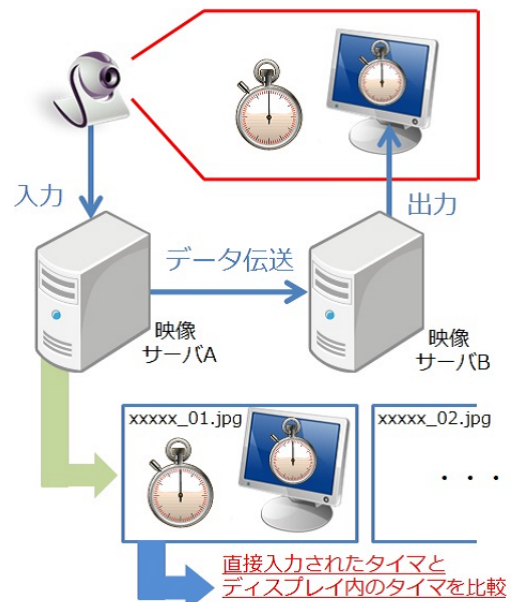 入力
出力
データ伝送
映像
サーバA
映像
サーバB
xxxxx_01.jpg
xxxxx_02.jpg
・・・
直接入力されたタイマと
ディスプレイ内のタイマを比較